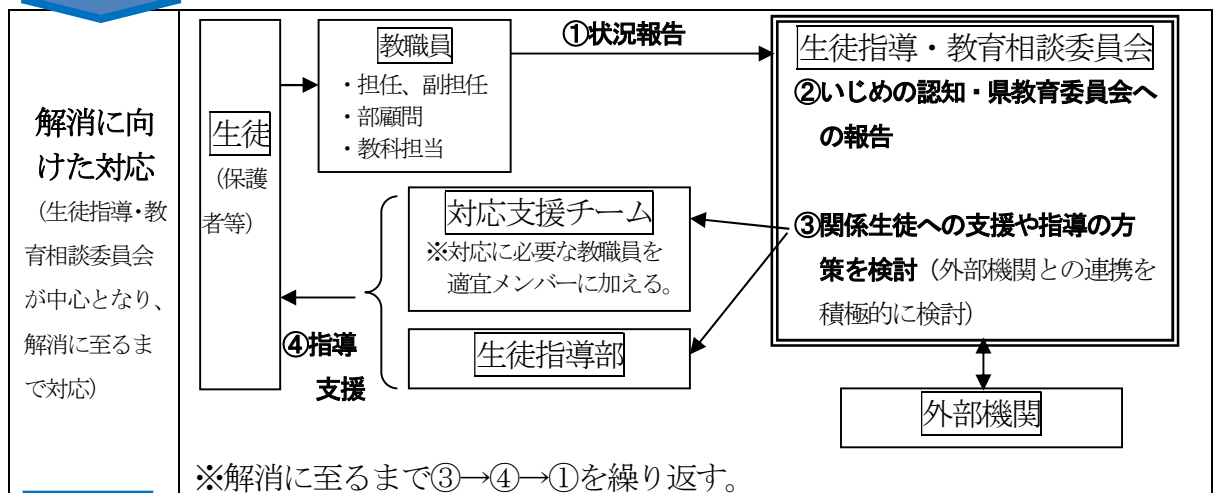 解消に向
けた対応
(生徒指導・教
育相談委員会
が中心となり、
解消に至るま
で対応)
生徒
(保護
者等)
教職員
・担任、副担任
・部顧問
・教科担当
①状況報告
生徒指導・教育相談委員会
②いじめの認知・県教育委員会へ
の報告
③関係生徒への支援や指導の方
策を検討(外部機関との連携を
積極的に検討)
対応支援チーム
※対応に必要な教職員を
適宜メンバーに加える。
生徒指導部
④指導
支援
外部機関
※解消に至るまで③→④→①を繰り返す。